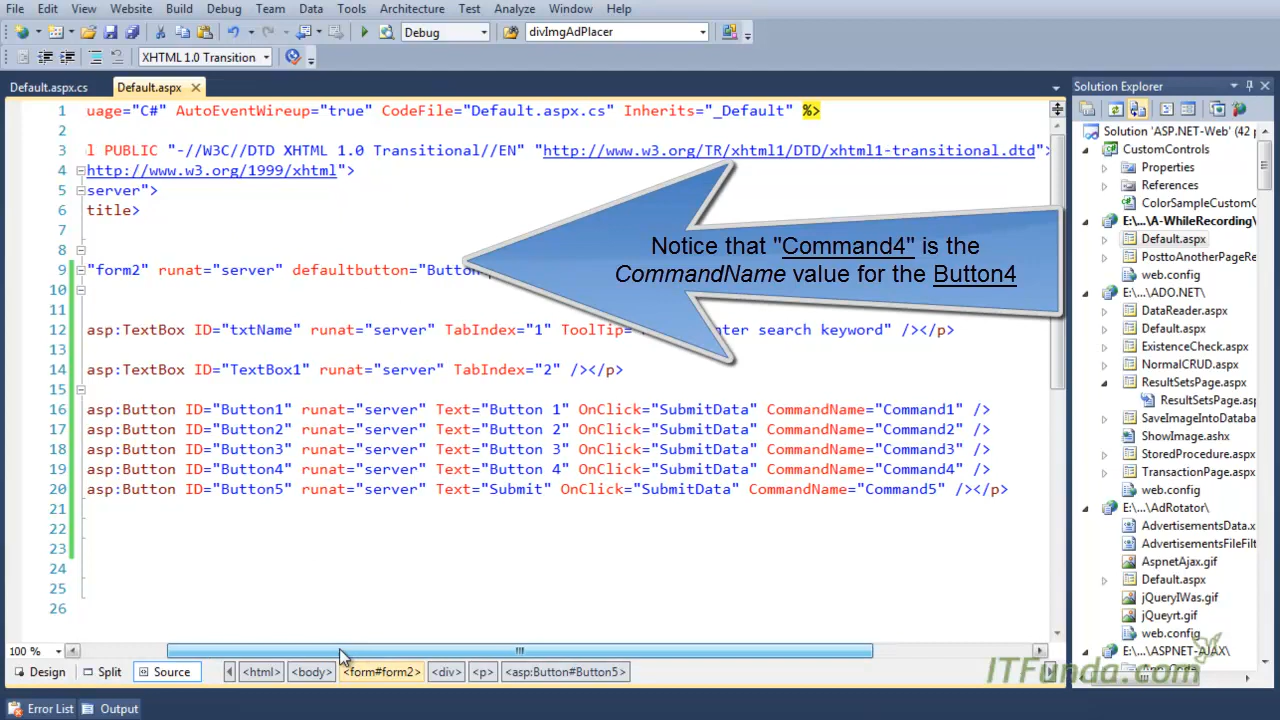 File Edit View Website Build Debug Team Data Tools Architecture Test Analyze Window Help
Debug divImgAdPlacer
XHTML 1.0 Transition
Default.aspx.cs Default.aspx
1 uage="C#" AutoEventWireup="true" CodeFile="Default.aspx.cs" Inherits="_Default" %>
2
3 l PUBLIC "-//W3C//DTD XHTML 1.0 Transitional//EN" "http://www.w3.org/TR/xhtml1/DTD/xhtml1-transitional.dtd">
4 http://www.w3.org/1999/xhtml">
5 server">
6 title>
7
8
9 "form2" runat="server" defaultbutton="Button
10
11
12 asp:TextBox ID="txtName" runat="server" TabIndex="1" ToolTip= nter search keyword" /></p>
13
14 asp:TextBox ID="TextBox1" runat="server" TabIndex="2" /></p>
15
16 asp:Button ID="Button1" runat="server" Text="Button 1" OnClick="SubmitData" CommandName="Command1" />
17 asp:Button ID="Button2" runat="server" Text="Button 2" OnClick="SubmitData" CommandName="Command2" />
18 asp:Button ID="Button3" runat="server" Text="Button 3" OnClick="SubmitData" CommandName="Command3" />
19 asp:Button ID="Button4" runat="server" Text="Button 4" OnClick="SubmitData" CommandName="Command4" />
20 asp:Button ID="Button5" runat="server" Text="Submit" OnClick="SubmitData" CommandName="Command5" /></p>
21
22
23
24
25
26
Notice that "Command4" is the
CommandName value for the Button4
100 %
Design Split Source <html> <body> <form#form2> <div> <p> <asp:Button#Button5>
Error List Output
Solution Explorer
Solution 'ASP.NET-Web' (42 p
CustomControls
Properties
References
ColorSampleCustomC
E:\...\A-WhileRecording\
Default.aspx
PosttoAnotherPageRe
web.config
E:\...\ADO.NET\
DataReader.aspx
Default.aspx
ExistenceCheck.aspx
NormalCRUD.aspx
ResultSetsPage.aspx
ResultSetsPage.asp
SaveImageIntoDataba
ShowImage.ashx
StoredProcedure.aspx
TransactionPage.aspx
web.config
E:\...\AdRotator\
AdvertisementsData.x
AdvertisementsFileFilt
AspnetAjax.gif
Default.aspx
jQueryIWas.gif
jQueyrt.gif
web.config
E:\...\ASPNET-AJAX\
App_Code
ITFunda.com